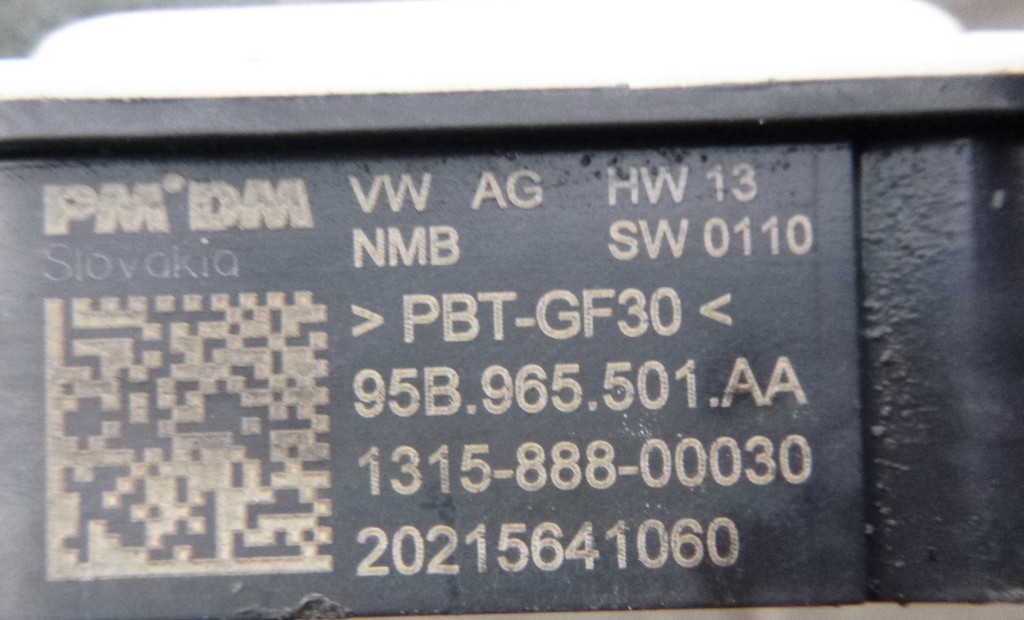 PM°DM VW AG HW 13
Slovakia NMB SW 0110
> PBT-GF30 <
95B.965.501.AA
1315-888-00030
20215641060